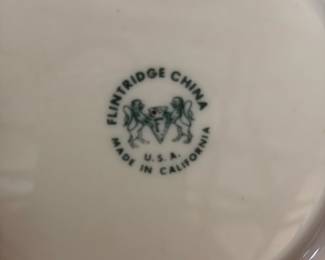 FLINTRIDGE CHINA
F
U.S.A.
MADE IN CALIFORNIA